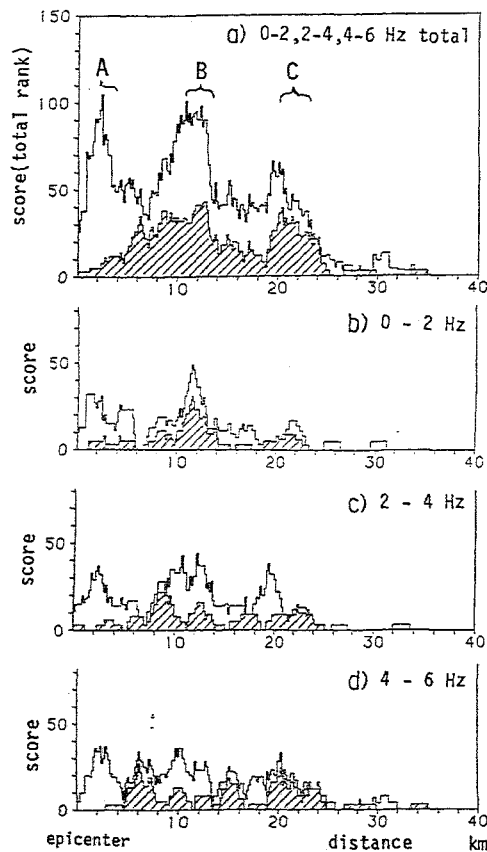 a) 0-2,2-4,4-6 Hz total
A B C
score(total rank)
150
100
50
0
0 10 20 30 40
b) 0 - 2 Hz
score
50
0
0 10 20 30 40
c) 2 - 4 Hz
score
50
0
0 10 20 30 40
d) 4 - 6 Hz
score
50
0
0 10 20 30 40
epicenter distance km